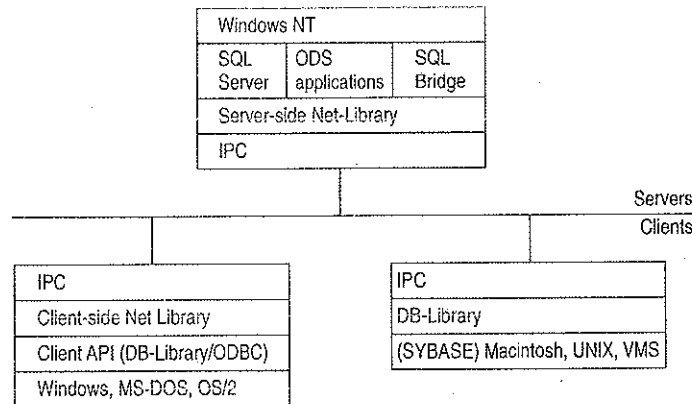 Windows NT
SQL Server
ODS applications
SQL Bridge
Server-side Net-Library
IPC
Servers
Clients
IPC
Client-side Net Library
Client API (DB-Library/ODBC)
Windows, MS-DOS, OS/2
IPC
DB-Library
(SYBASE) Macintosh, UNIX, VMS